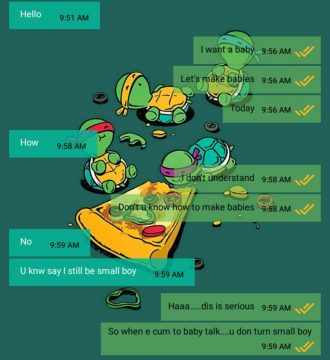 Hello
9:51 AM
I want a baby 9:56 AM
Let's make babies 9:56 AM
Today 9:56 AM
How
9:58 AM
I don't understand 9:58 AM
Don't u know how to make babies 9:58 AM
No
9:59 AM
U knw say I still be small boy
9:59 AM
Haaa.....dis is serious 9:59 AM
So when e cum to baby talk....u don turn small boy
9:59 AM